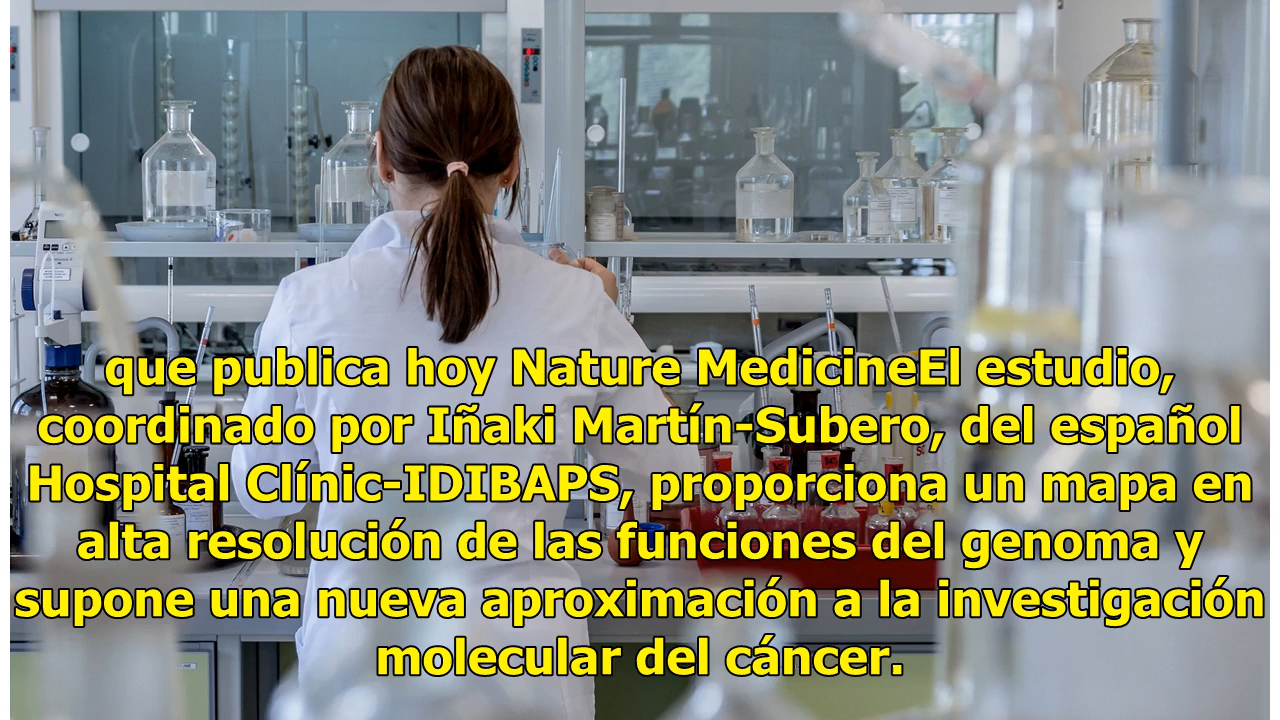 que publica hoy Nature MedicineEl estudio,
coordinado por Iñaki Martín-Subero, del español
Hospital Clínic-IDIBAPS, proporciona un mapa en
alta resolución de las funciones del genoma y
supone una nueva aproximación a la investigación
molecular del cáncer.